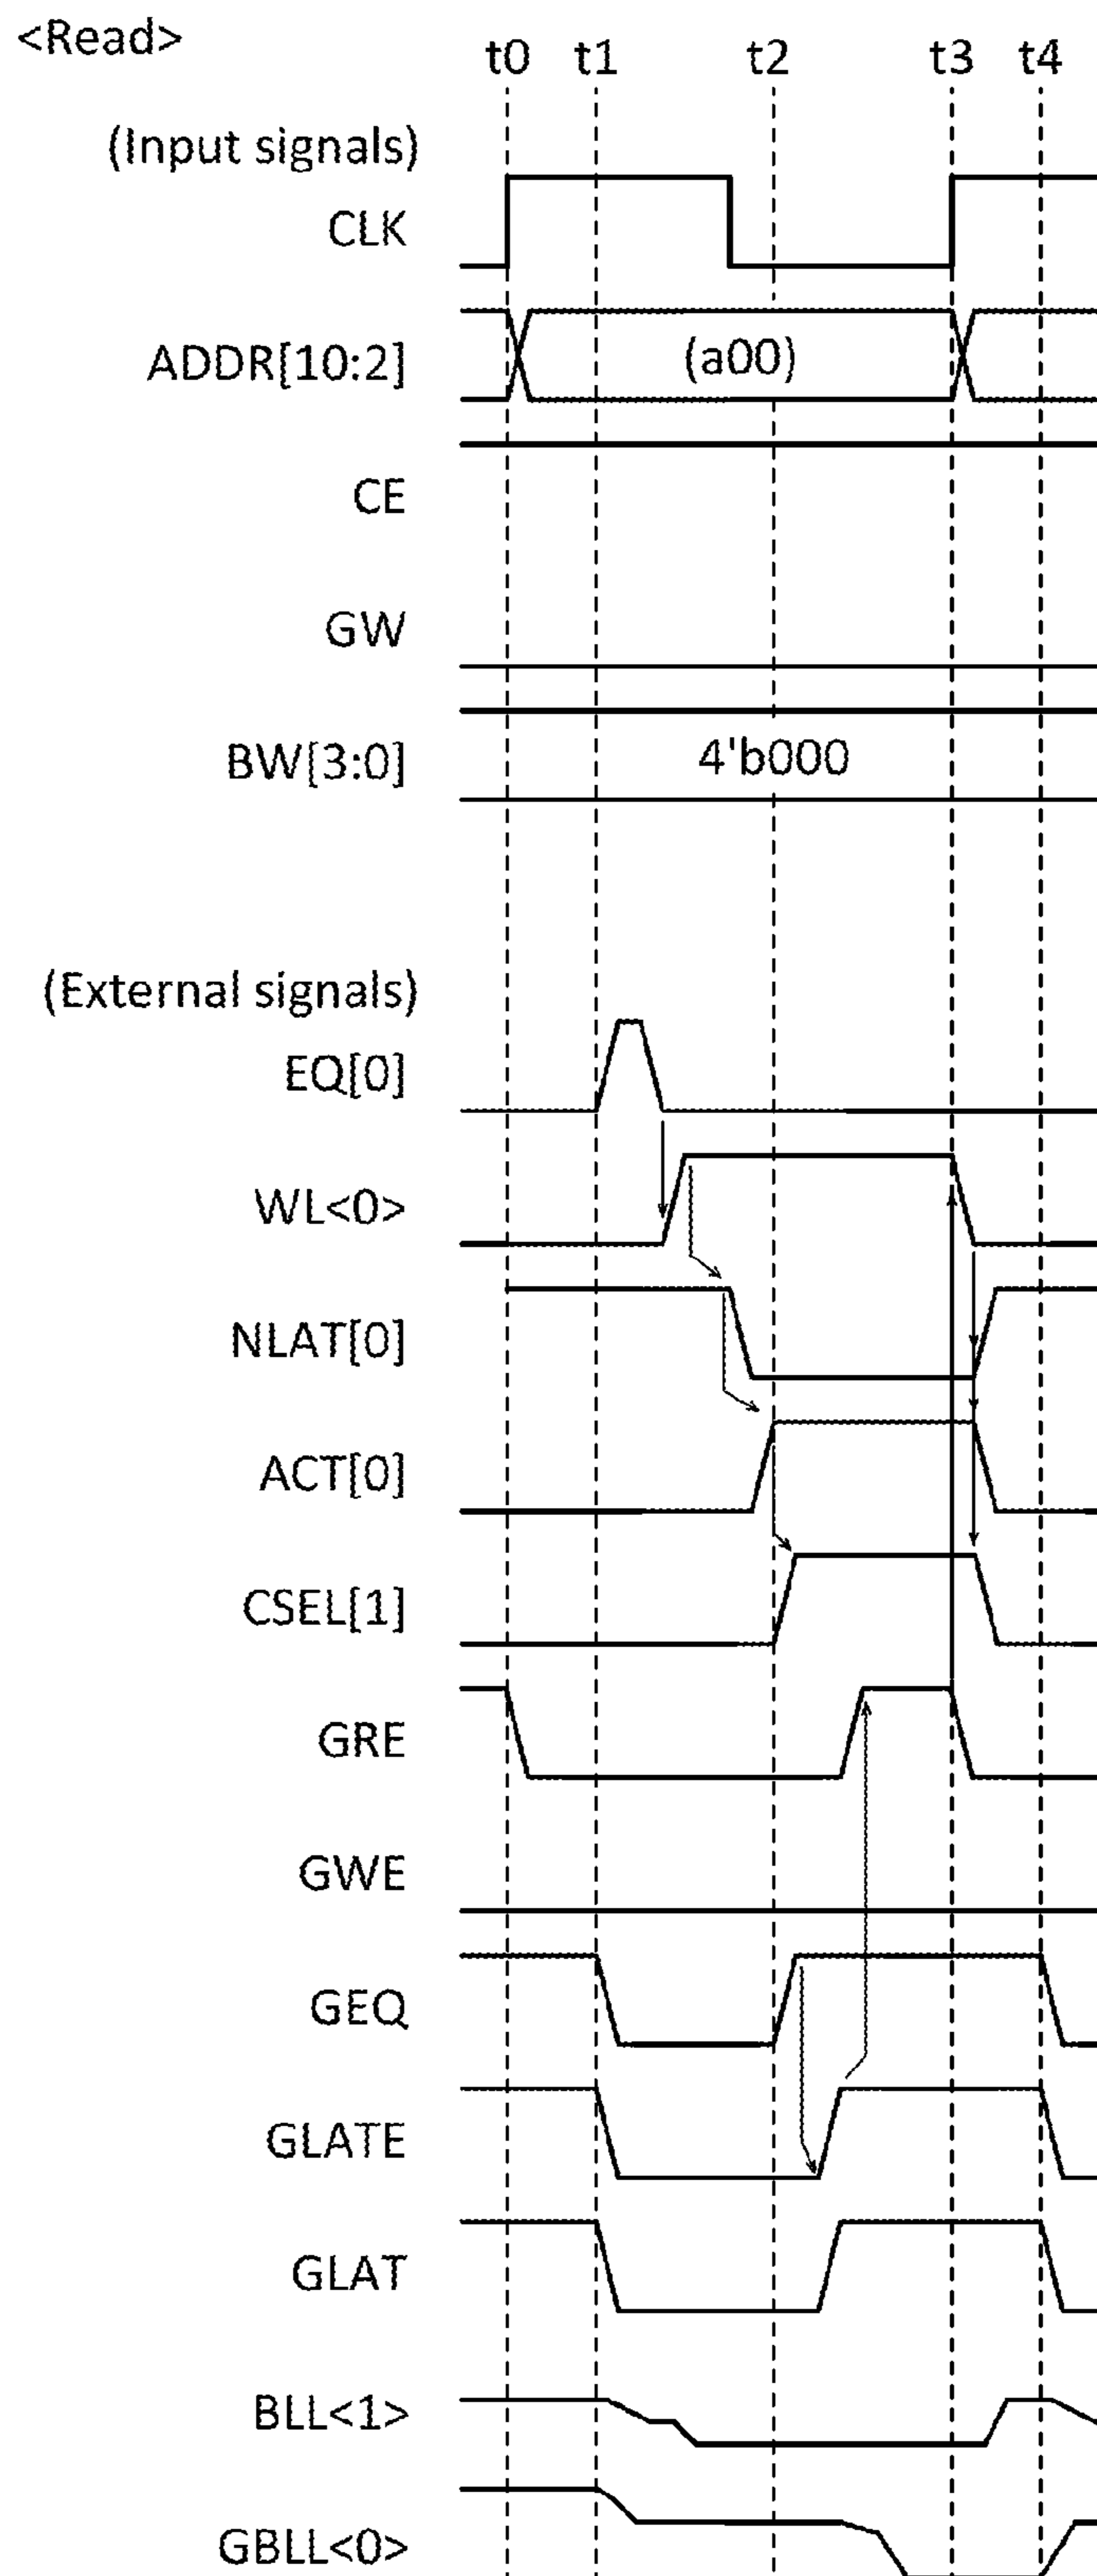 <Read>
t0 t1 t2 t3 t4
(Input signals)
CLK
ADDR[10:2] (a00)
CE
GW
BW[3:0] 4'b000
(External signals)
EQ[0]
WL<0>
NLAT[0]
ACT[0]
CSEL[1]
GRE
GWE
GEQ
GLATE
GLAT
BLL<1>
GBLL<0>